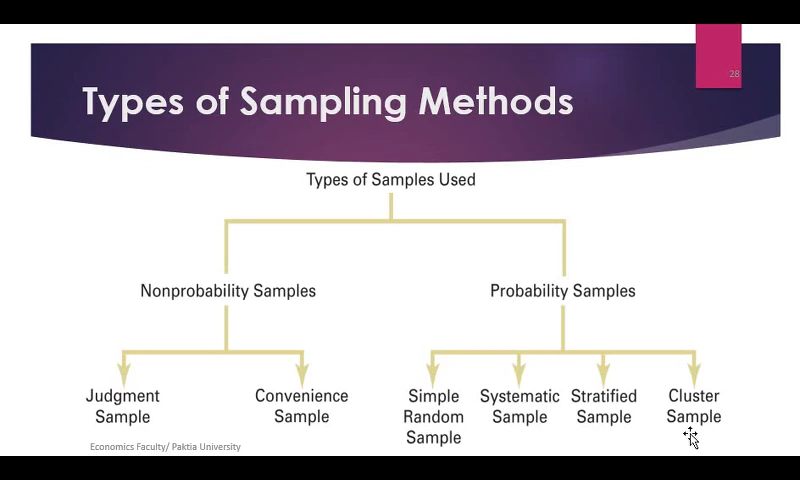 28
Types of Sampling Methods
Types of Samples Used
Nonprobability Samples
Probability Samples
Judgment
Sample
Convenience
Sample
Simple
Random
Sample
Systematic
Sample
Stratified
Sample
Cluster
Sample
Economics Faculty/ Paktia University